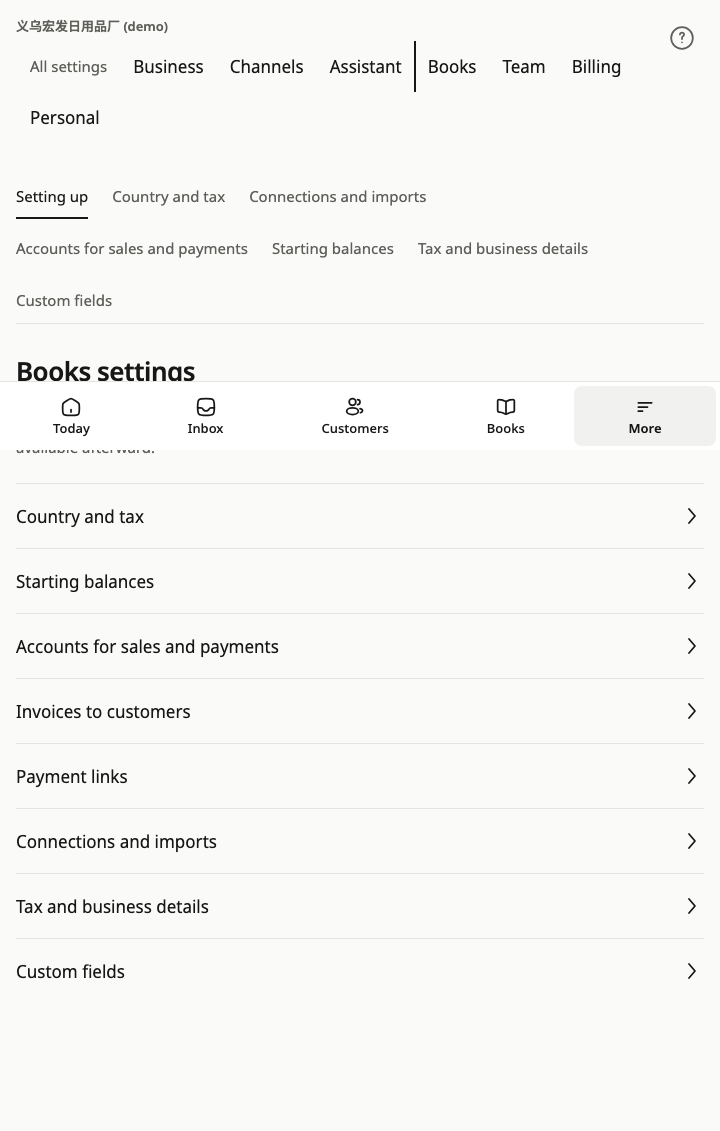 义乌宏发日用品厂 (demo)
?
All settings Business Channels Assistant Books Team Billing
Personal
Setting up Country and tax Connections and imports
Accounts for sales and payments Starting balances Tax and business details
Custom fields
Books settings
Today Inbox Customers Books More
available afterward.
Country and tax
Starting balances
Accounts for sales and payments
Invoices to customers
Payment links
Connections and imports
Tax and business details
Custom fields